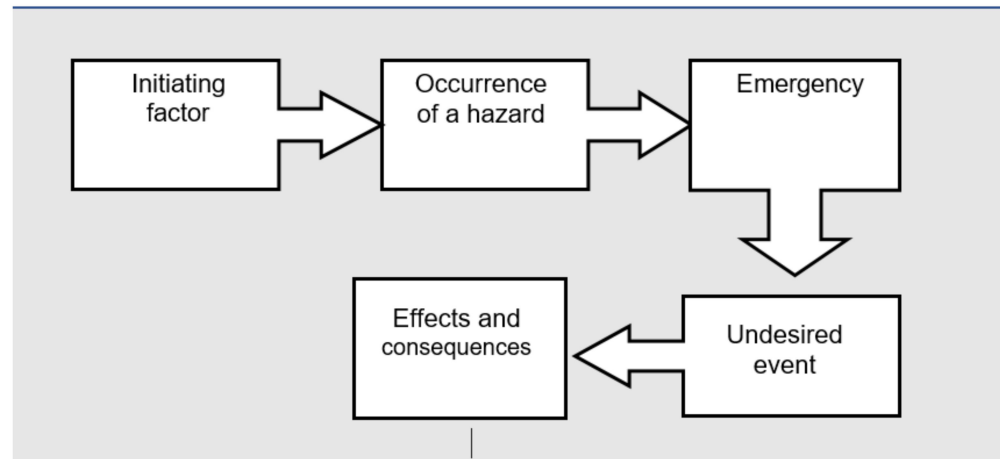 Initiating
factor
Occurrence
of a hazard
Emergency
Undesired
event
Effects and
consequences